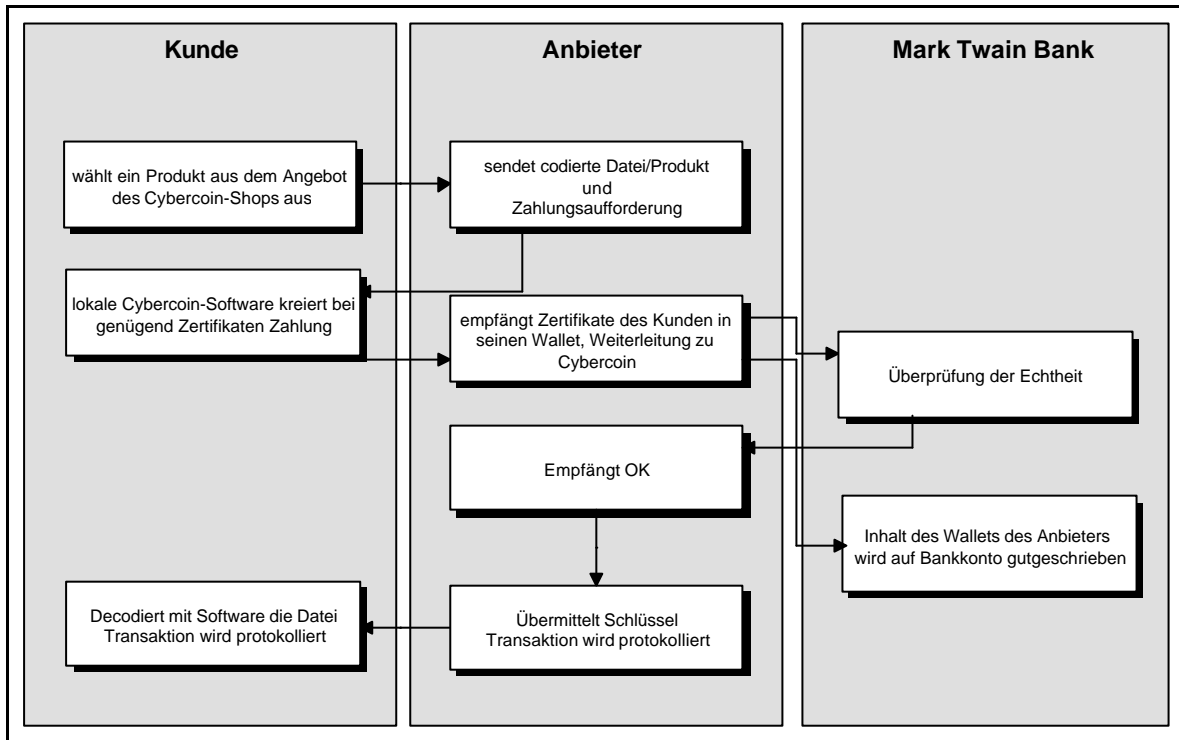 Kunde
Anbieter
Mark Twain Bank
wählt ein Produkt aus dem Angebot
des Cybercoin-Shops aus
sendet codierte Datei/Produkt
und
Zahlungsaufforderung
lokale Cybercoin-Software kreiert bei
genügend Zertifikaten Zahlung
empfängt Zertifikate des Kunden in
seinen Wallet, Weiterleitung zu
Cybercoin
Überprüfung der Echtheit
Empfängt OK
Inhalt des Wallets des Anbieters
wird auf Bankkonto gutgeschrieben
Decodiert mit Software die Datei
Transaktion wird protokolliert
Übermittelt Schlüssel
Transaktion wird protokolliert